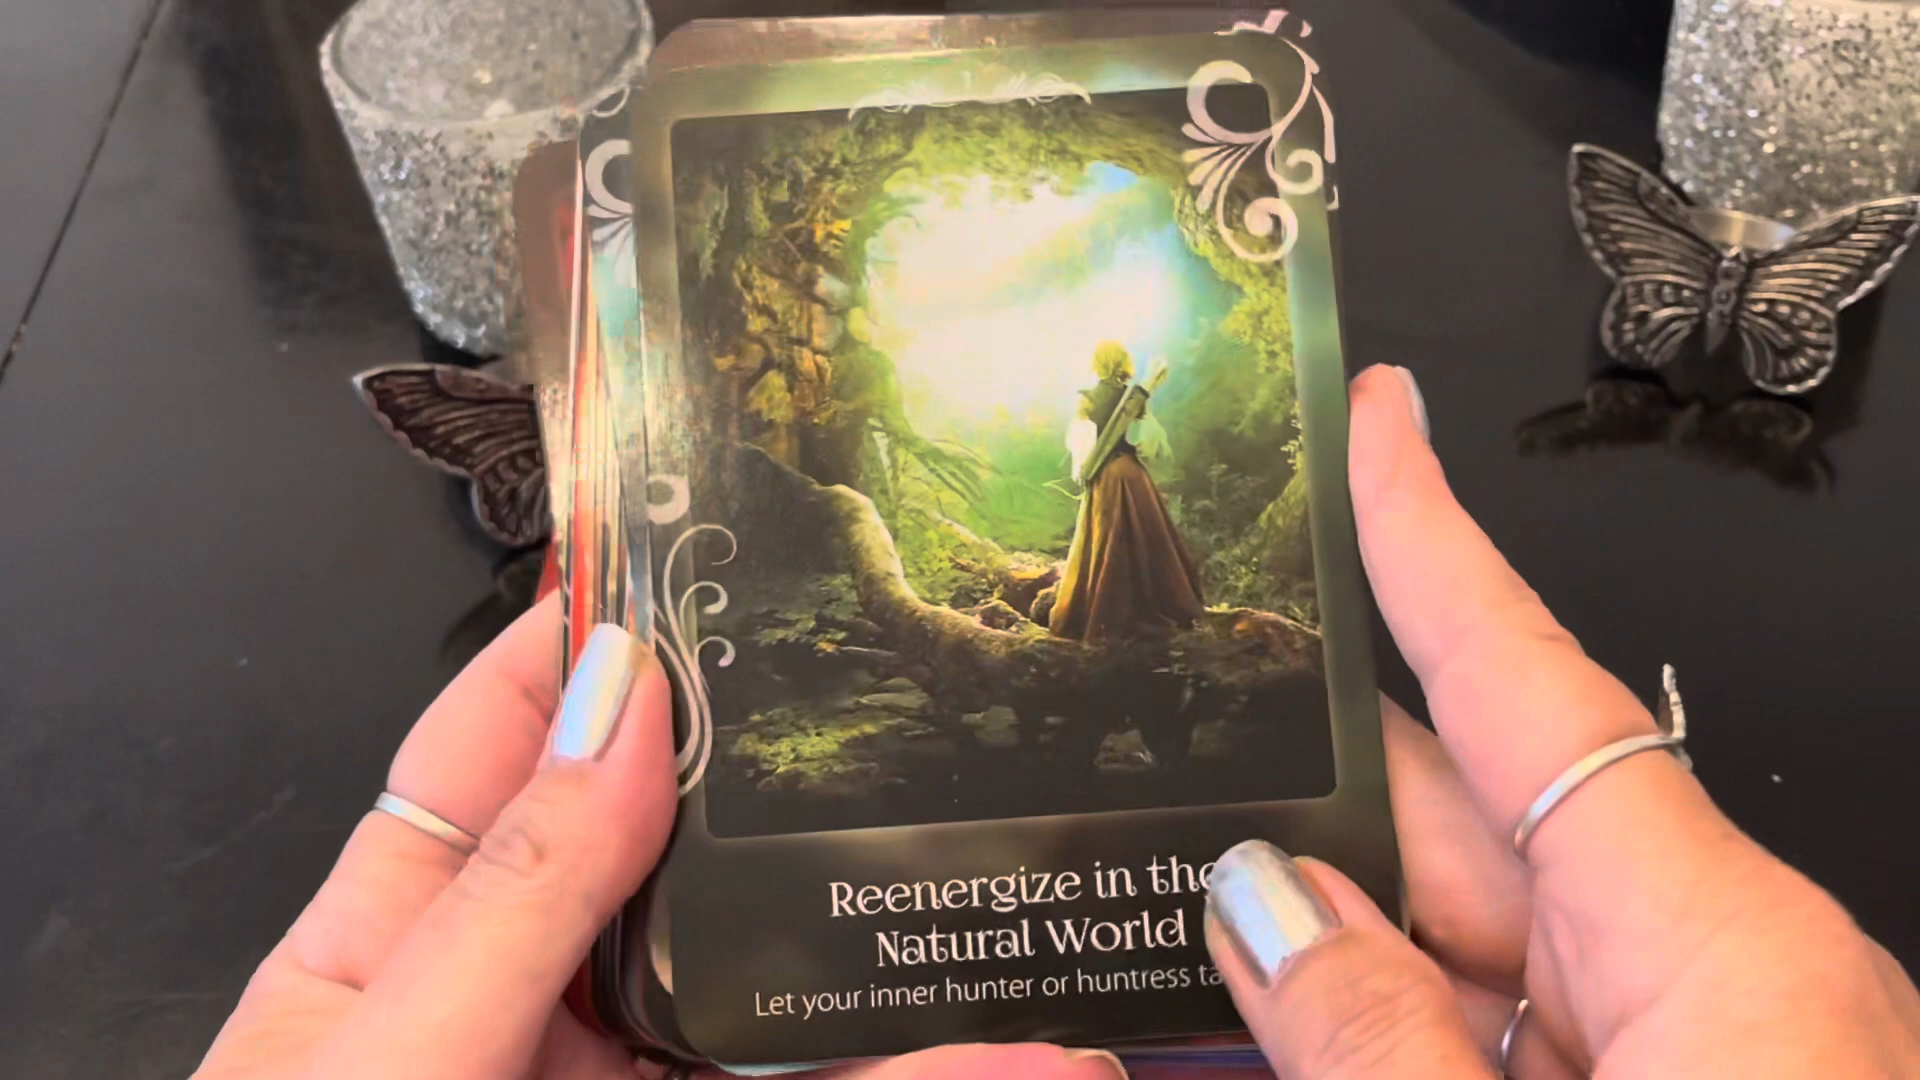 Reenergize in the
Natural World
Let your inner hunter or huntress